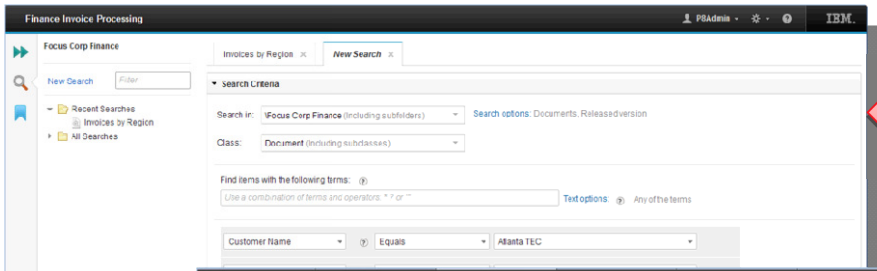 Finance Invoice Processing
P8Admin
IBM.
Focus Corp Finance
New Search
Filter
Recent Searches
Invoices by Region
All Searches
Invoices by Region ×
New Search ×
Search Criteria
Search in: \Focus Corp Finance (including subfolders)
Search options: Documents, Released version
Class: Document (including subclasses)
Find items with the following terms: ?
Use a combination of terms and operators: * ? or ""
Text options: ? Any of the terms
Customer Name ? Equals Atlanta TEC